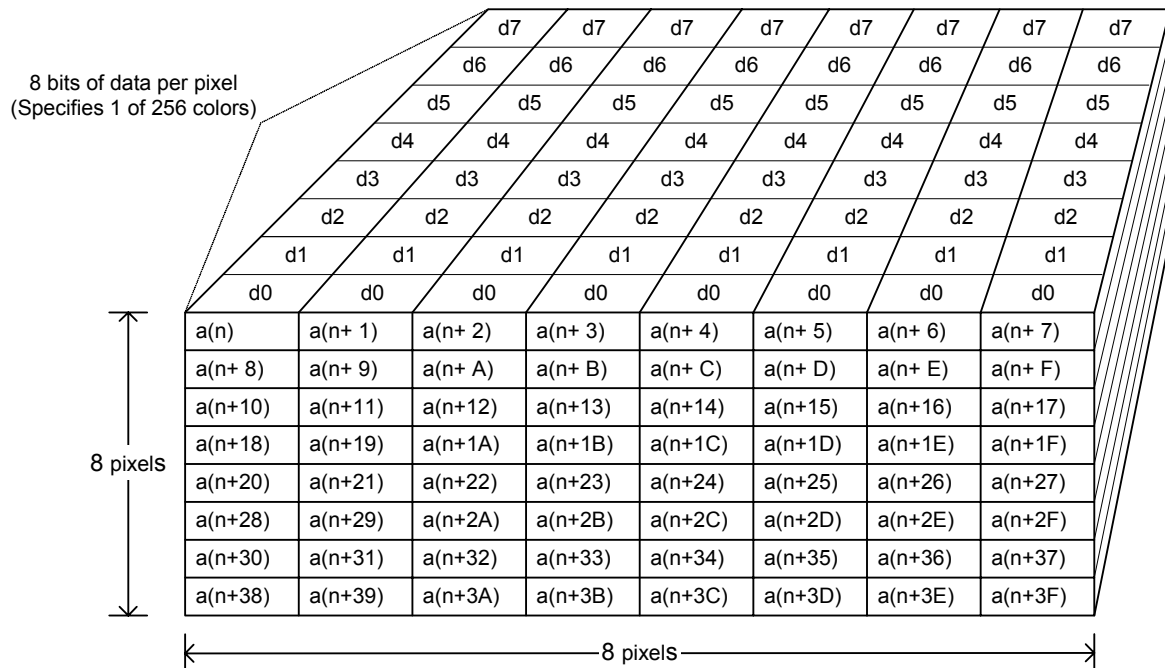 d7 d7 d7 d7 d7 d7 d7 d7
d6 d6 d6 d6 d6 d6 d6 d6
8 bits of data per pixel
(Specifies 1 of 256 colors)
d5 d5 d5 d5 d5 d5 d5 d5
d4 d4 d4 d4 d4 d4 d4 d4
d3 d3 d3 d3 d3 d3 d3 d3
d2 d2 d2 d2 d2 d2 d2 d2
d1 d1 d1 d1 d1 d1 d1 d1
d0 d0 d0 d0 d0 d0 d0 d0
a(n) a(n+ 1) a(n+ 2) a(n+ 3) a(n+ 4) a(n+ 5) a(n+ 6) a(n+ 7)
a(n+ 8) a(n+ 9) a(n+ A) a(n+ B) a(n+ C) a(n+ D) a(n+ E) a(n+ F)
a(n+10) a(n+11) a(n+12) a(n+13) a(n+14) a(n+15) a(n+16) a(n+17)
a(n+18) a(n+19) a(n+1A) a(n+1B) a(n+1C) a(n+1D) a(n+1E) a(n+1F)
8 pixels
a(n+20) a(n+21) a(n+22) a(n+23) a(n+24) a(n+25) a(n+26) a(n+27)
a(n+28) a(n+29) a(n+2A) a(n+2B) a(n+2C) a(n+2D) a(n+2E) a(n+2F)
a(n+30) a(n+31) a(n+32) a(n+33) a(n+34) a(n+35) a(n+36) a(n+37)
a(n+38) a(n+39) a(n+3A) a(n+3B) a(n+3C) a(n+3D) a(n+3E) a(n+3F)
8 pixels